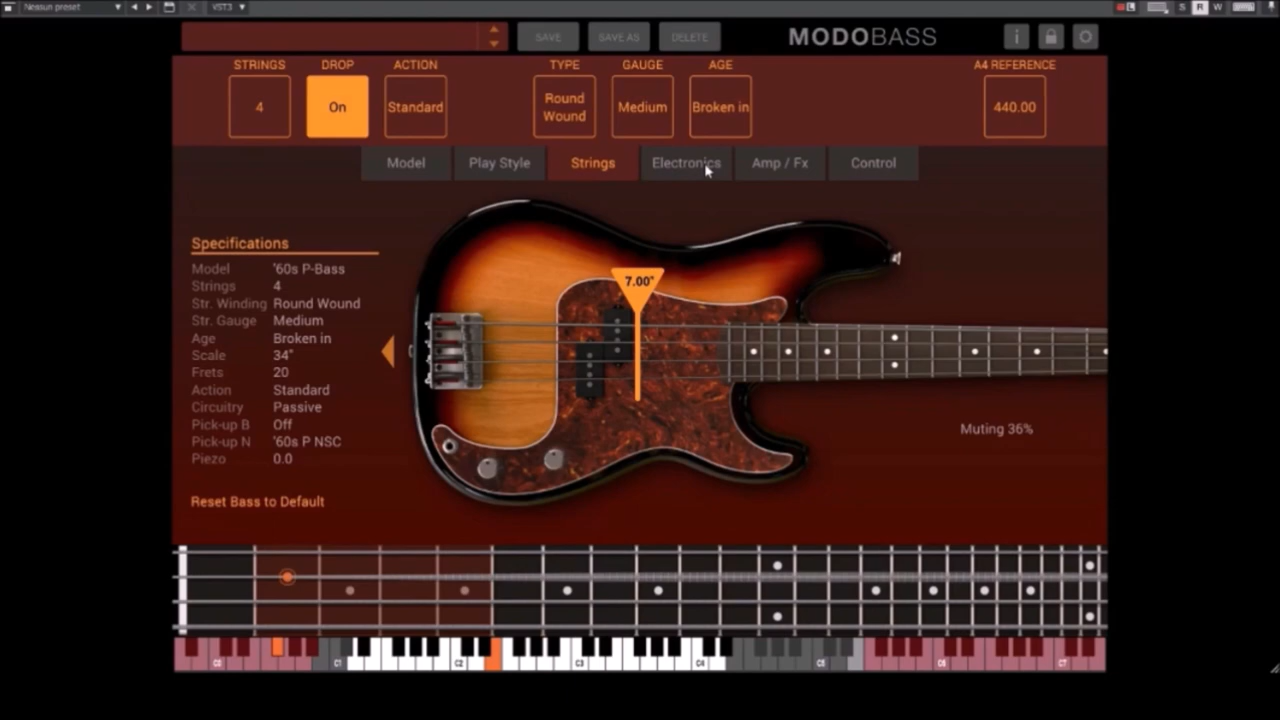 Nessun preset VST3 L S R W
SAVE SAVE AS DELETE MODOBASS i
STRINGS DROP ACTION TYPE GAUGE AGE A4 REFERENCE
4 On Standard Round Wound Medium Broken in 440.00
Model Play Style Strings Electronics Amp / Fx Control
Specifications
Model '60s P-Bass
Strings 4
Str. Winding Round Wound
Str. Gauge Medium
Age Broken in
Scale 34"
Frets 20
Action Standard
Circuitry Passive
Pick-up B Off
Pick-up N '60s P NSC
Piezo 0.0
Reset Bass to Default
7.00"
Muting 36%
C0 C1 C2 C3 C4 C5 C6 C7